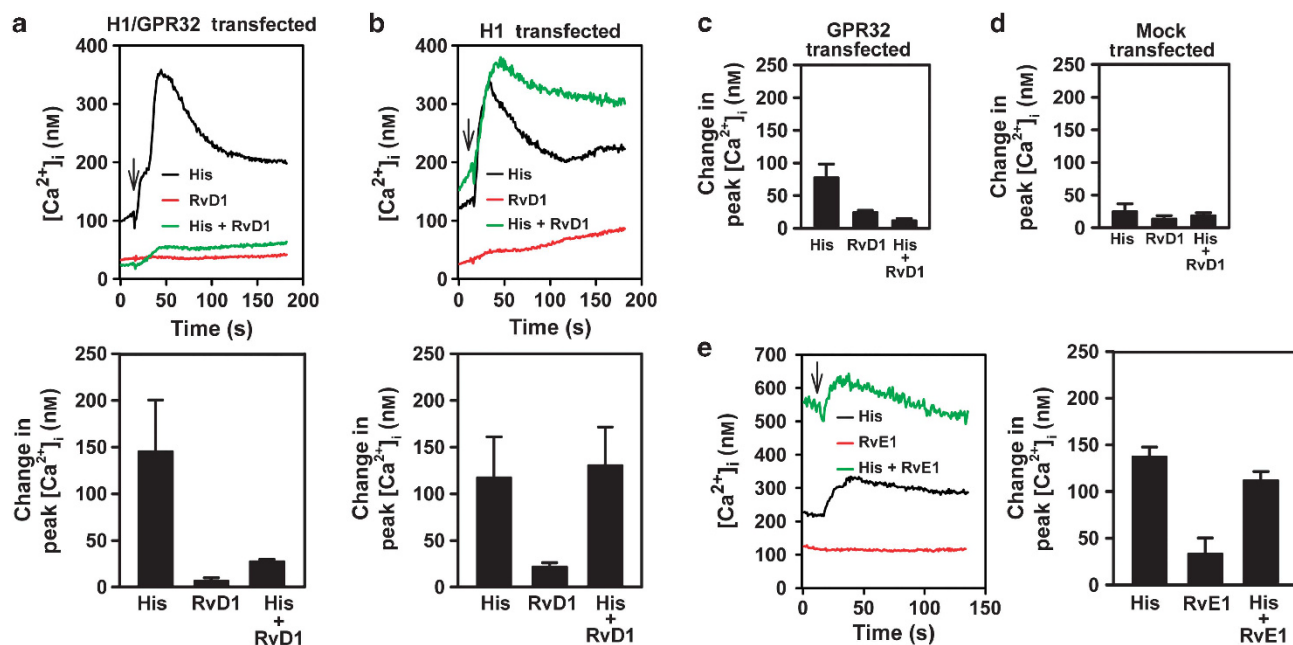 a
H1/GPR32 transfected
400
300
200
100
0
[Ca²⁺]ᵢ (nM)
His
RvD1
His + RvD1
0 50 100 150 200
Time (s)
250
200
150
100
50
0
Change in
peak [Ca²⁺]ᵢ (nM)
His RvD1 His
+
RvD1
b
H1 transfected
400
300
200
100
0
[Ca²⁺]ᵢ (nM)
His
RvD1
His + RvD1
0 50 100 150 200
Time (s)
250
200
150
100
50
0
Change in
peak [Ca²⁺]ᵢ (nM)
His RvD1 His
+
RvD1
c
GPR32
transfected
250
200
150
100
50
0
Change in
peak [Ca²⁺]ᵢ (nM)
His RvD1 His
+
RvD1
d
Mock
transfected
250
200
150
100
50
0
Change in
peak [Ca²⁺]ᵢ (nM)
His RvD1 His
+
RvD1
e
700
600
500
400
300
200
100
0
[Ca²⁺]ᵢ (nM)
His
RvE1
His + RvE1
0 50 100 150
Time (s)
250
200
150
100
50
0
Change in
peak [Ca²⁺]ᵢ (nM)
His RvE1 His
+
RvE1